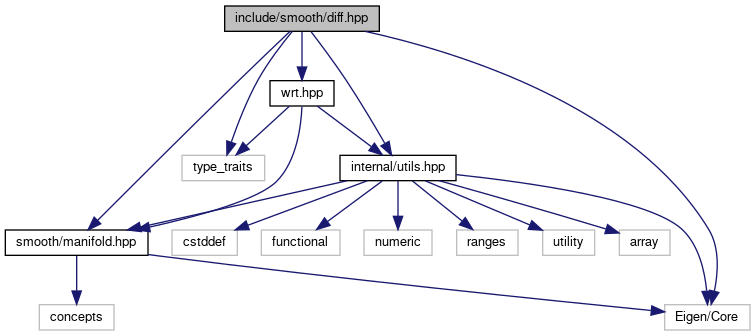 include/smooth/diff.hpp
wrt.hpp
type_traits
internal/utils.hpp
smooth/manifold.hpp
cstddef
functional
numeric
ranges
utility
array
concepts
Eigen/Core